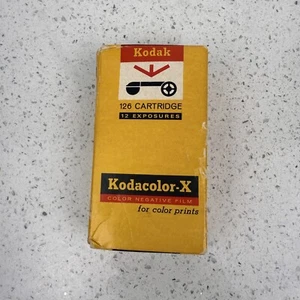 Kodak
126 CARTRIDGE
12 EXPOSURES
Kodacolor-X
COLOR NEGATIVE FILM
for color prints